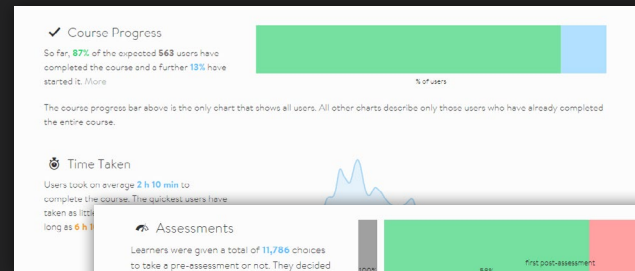 Course Progress
So far, 87% of the expected 563 users have
completed the course and a further 13% have
started it. More
% of users
The course progress bar above is the only chart that shows all users. All other charts describe only those users who have already completed
the entire course.
Time Taken
Users took on average 2 h 10 min to
complete the course. The quickest users have
taken as little
long as 6 h
Assessments
Learners were given a total of 11,786 choices
to take a pre-assessment or not. They decided
first post-assessment